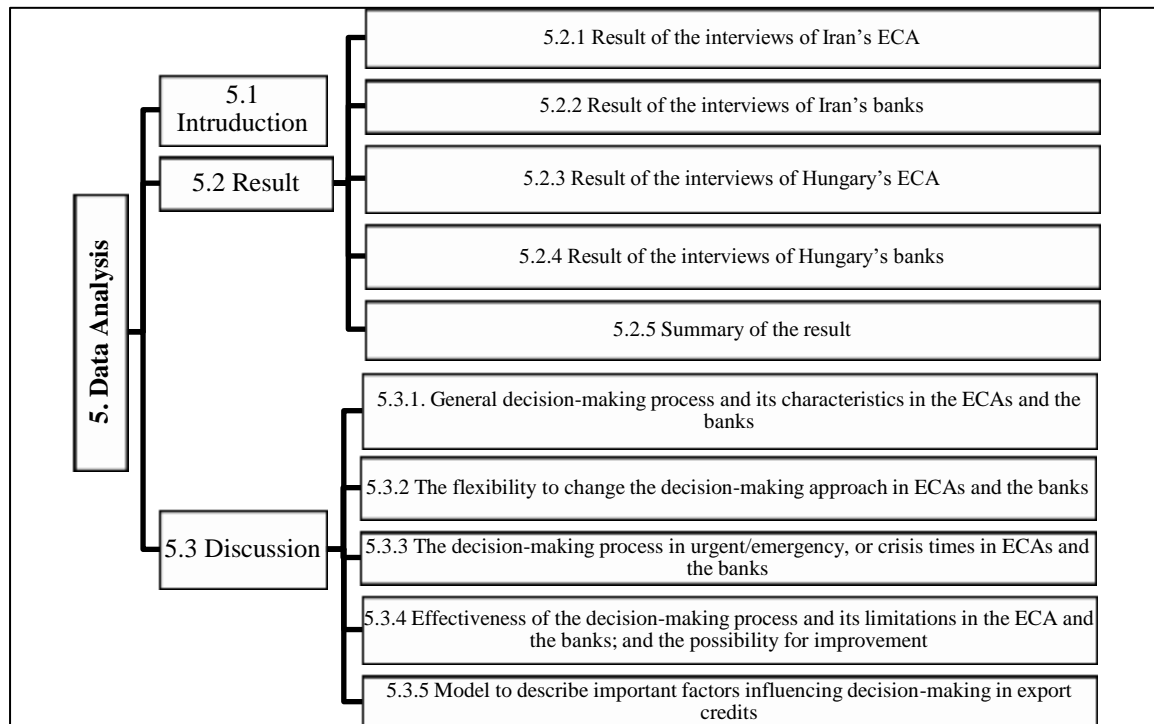 5. Data Analysis
5.1
Intruduction
5.2 Result
5.2.1 Result of the interviews of Iran’s ECA
5.2.2 Result of the interviews of Iran’s banks
5.2.3 Result of the interviews of Hungary’s ECA
5.2.4 Result of the interviews of Hungary’s banks
5.2.5 Summary of the result
5.3 Discussion
5.3.1. General decision-making process and its characteristics in the ECAs and the
banks
5.3.2 The flexibility to change the decision-making approach in ECAs and the banks
5.3.3 The decision-making process in urgent/emergency, or crisis times in ECAs and
the banks
5.3.4 Effectiveness of the decision-making process and its limitations in the ECA and
the banks; and the possibility for improvement
5.3.5 Model to describe important factors influencing decision-making in export
credits